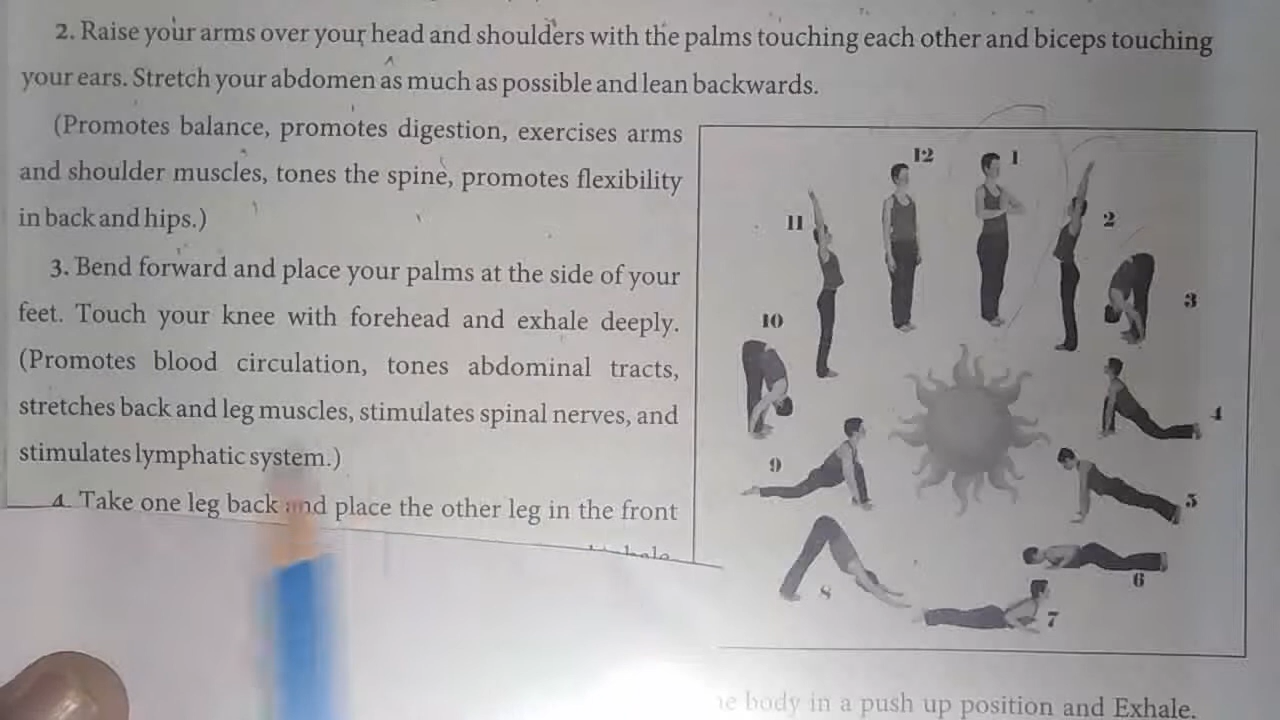 2. Raise your arms over your head and shoulders with the palms touching each other and biceps touching
your ears. Stretch your abdomen as much as possible and lean backwards.
(Promotes balance, promotes digestion, exercises arms
and shoulder muscles, tones the spine, promotes flexibility
in back and hips.)
3. Bend forward and place your palms at the side of your
feet. Touch your knee with forehead and exhale deeply.
(Promotes blood circulation, tones abdominal tracts,
stretches back and leg muscles, stimulates spinal nerves, and
stimulates lymphatic system.)
4. Take one leg back and place the other leg in the front
12
1
11
2
3
10
4
9
5
6
8
7
body in a push up position and Exhale.